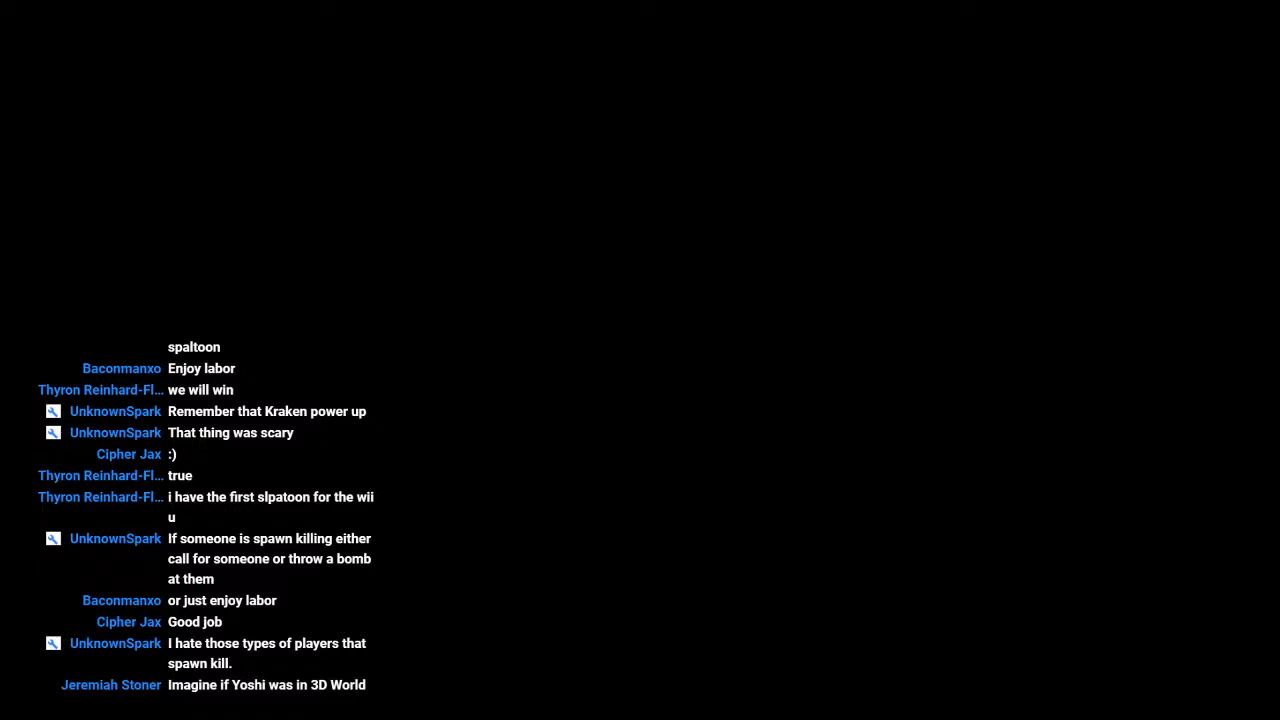 spaltoon
Baconmanxo Enjoy labor
Thyron Reinhard-Fl... we will win
UnknownSpark Remember that Kraken power up
UnknownSpark That thing was scary
Cipher Jax :)
Thyron Reinhard-Fl... true
Thyron Reinhard-Fl... i have the first slpatoon for the wii
u
UnknownSpark If someone is spawn killing either
call for someone or throw a bomb
at them
Baconmanxo or just enjoy labor
Cipher Jax Good job
UnknownSpark I hate those types of players that
spawn kill.
Jeremiah Stoner Imagine if Yoshi was in 3D World